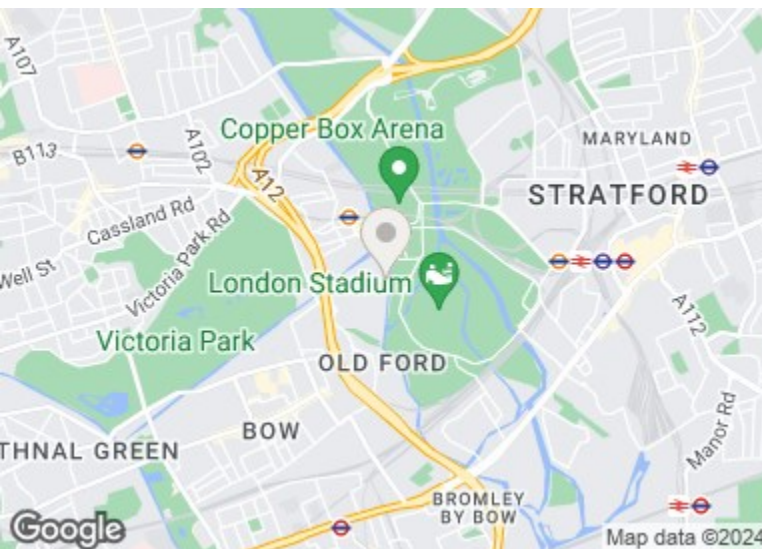 A107
B113
A102
Copper Box Arena
MARYLAND
A12
STRATFORD
Cassland Rd
Victoria Park Rd
Well St
London Stadium
A112
Victoria Park
OLD FORD
Manor Rd
BOW
THNAL GREEN
BROMLEY
BY BOW
Google
Map data ©2024